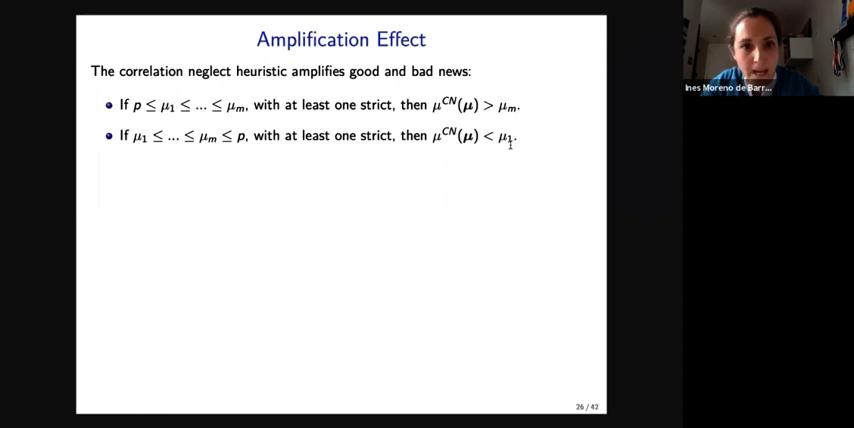 Amplification Effect
The correlation neglect heuristic amplifies good and bad news:
• If p ≤ μ₁ ≤ ... ≤ μₘ, with at least one strict, then μᶜᴺ(μ) > μₘ.
• If μ₁ ≤ ... ≤ μₘ ≤ p, with at least one strict, then μᶜᴺ(μ) < μ₁.
26 / 42
Ines Moreno de Barr...